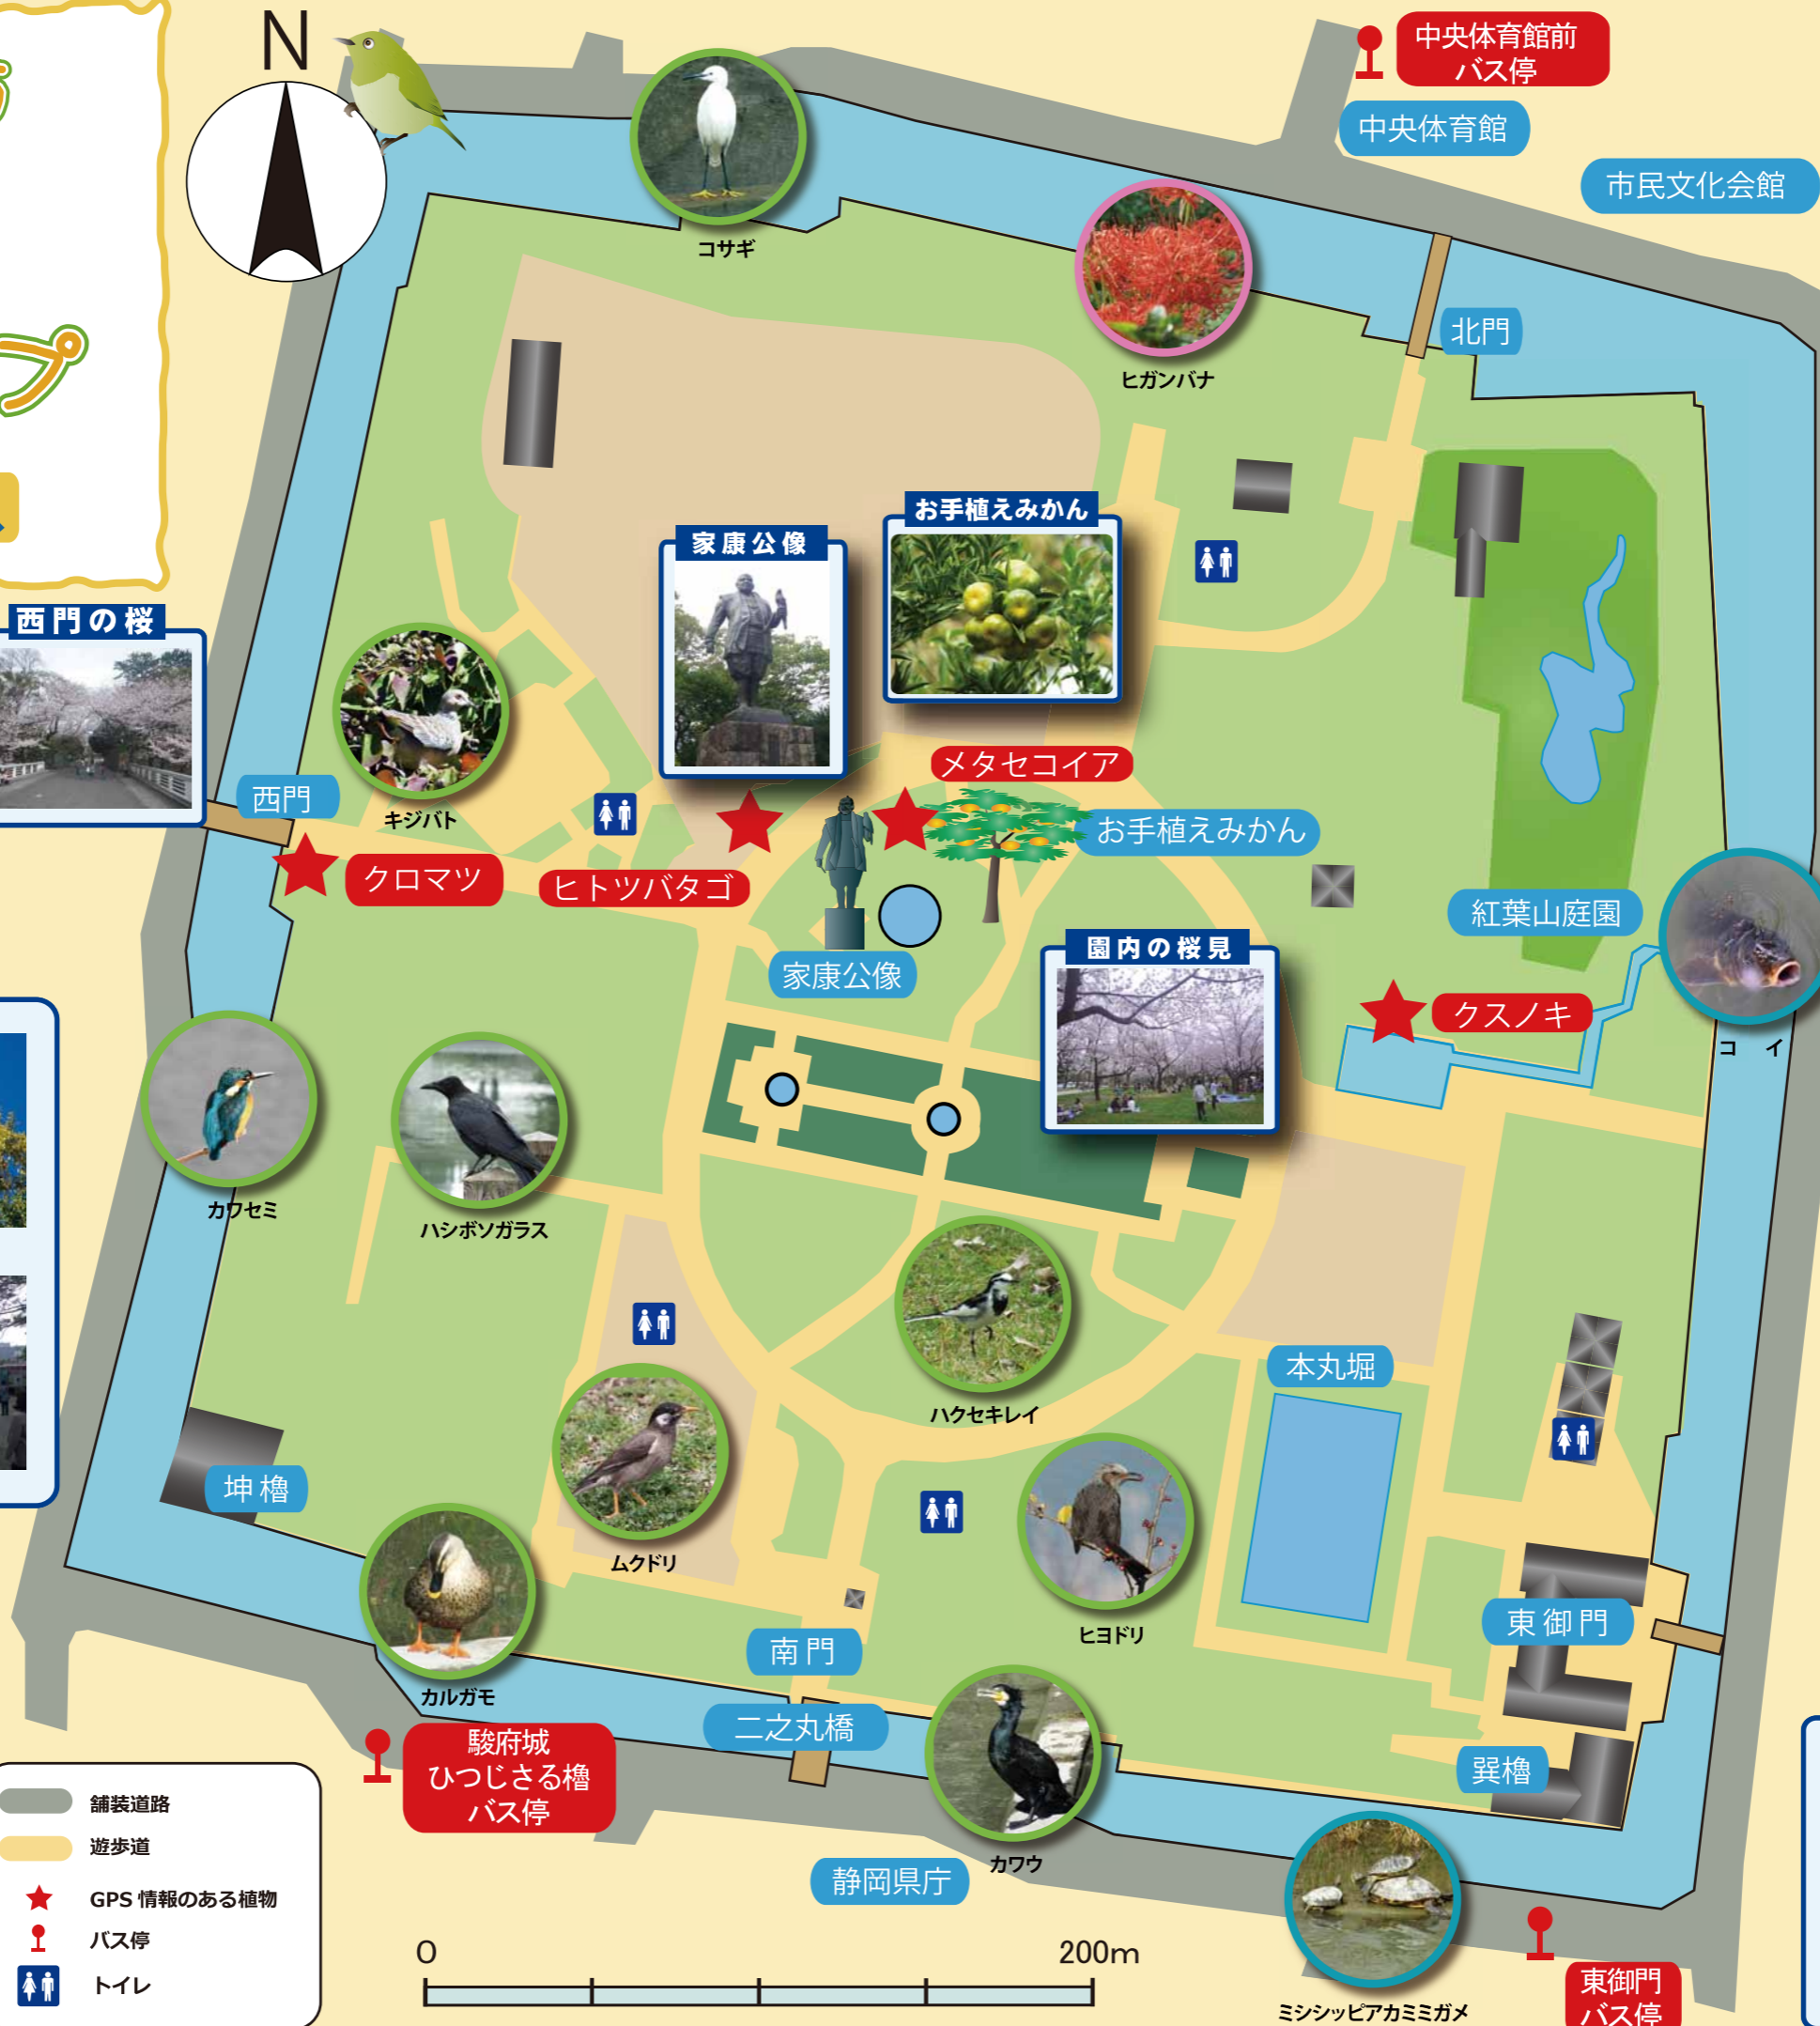 N
中央体育館前
バス停
中央体育館
市民文化会館
コサギ
ヒガンバナ
北門
プ
お手植えみかん
家康公像
西門の桜
キジバト
西門
メタセコイア
お手植えみかん
クロマツ
ヒトツバタゴ
家康公像
紅葉山庭園
園内の桜見
クスノキ
コ イ
カワセミ
ハシボソガラス
ハクセキレイ
本丸堀
坤櫓
ムクドリ
ヒヨドリ
東御門
南門
カルガモ
二之丸橋
駿府城
ひつじさる櫓
バス停
巽櫓
カワウ
静岡県庁
舗装道路
遊歩道
GPS 情報のある植物
バス停
トイレ
0
200m
ミシシッピアカミミガメ
東御門
バス停